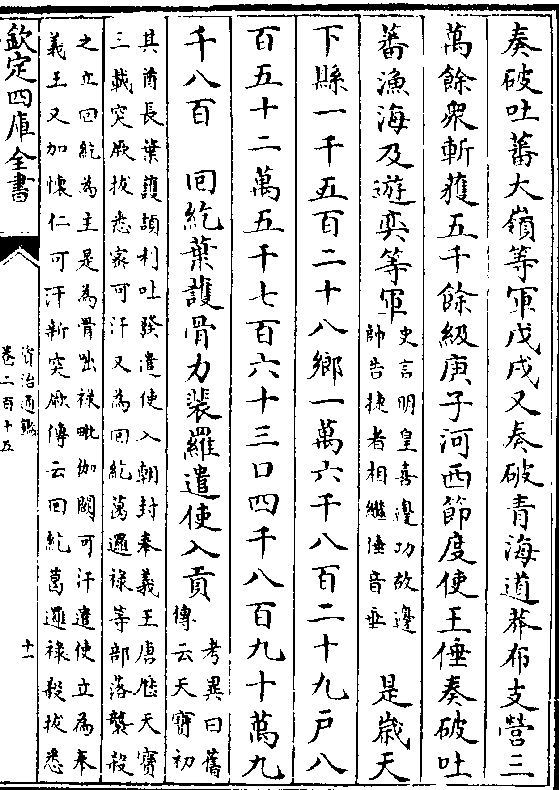 奏破吐蕃大嶺等軍戊戌又奏破青海道莽布支營三
萬餘衆斬獲五千餘級庚子河西節度使王倕奏破吐
蕃漁海及遊奕等軍史言明皇喜邊功故邊
帥告捷者相繼倕音垂是歲天
下縣一千五百二十八鄉一萬六千八百二十九戶八
百五十二萬五千七百六十三口四千八百九十萬九
千八百 回紇葉護骨力裴羅遣使入貢考異曰舊
傳云天寶初
其酋長葉護頡利吐發遣使入朝封奉義王唐厯天寶
三載突厥拔悉宻可汗又為回紇葛邏禄等部落襲殺
之立回紇為主是為骨咄禄毗伽闕可汗遣使立為奉
義王又加懷仁可汗新突厥傳云回紇葛邏禄殺拔悉
欽定四庫全書
資治通鑑
卷二百十五
十一